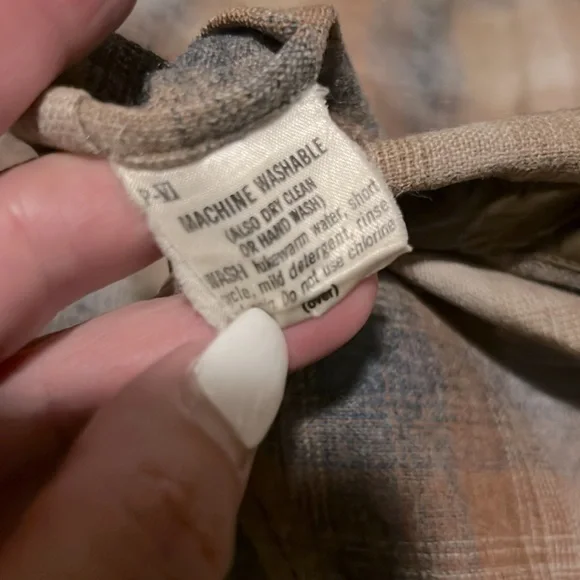 P-VI
MACHINE WASHABLE
(ALSO DRY CLEAN
OR HAND WASH)
WASH lukewarm water, short
cycle, mild detergent, rinse
Do not use chlorine
(over)